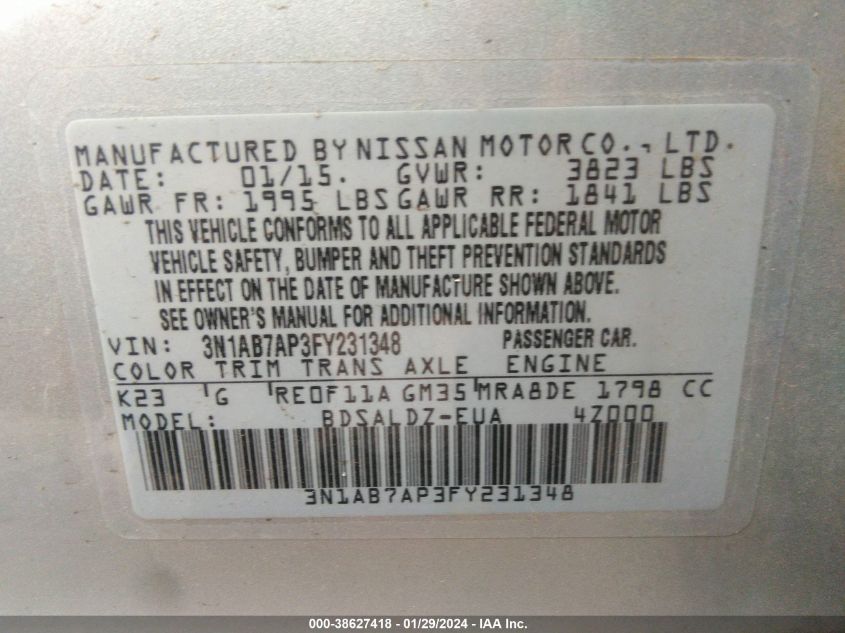 MANUFACTURED BY NISSAN MOTOR CO., LTD.
DATE: 01/15. GVWR: 3823 LBS
GAWR FR: 1995 LBS GAWR RR: 1841 LBS
THIS VEHICLE CONFORMS TO ALL APPLICABLE FEDERAL MOTOR
VEHICLE SAFETY, BUMPER AND THEFT PREVENTION STANDARDS
IN EFFECT ON THE DATE OF MANUFACTURE SHOWN ABOVE.
SEE OWNER'S MANUAL FOR ADDITIONAL INFORMATION.
VIN: 3N1AB7AP3FY231348 PASSENGER CAR.
COLOR TRIM TRANS AXLE ENGINE
K23 'G 'RE0F11A GM35'MRA8DE 1798 CC
MODEL: BDSALDZ-EUA 4Z000
3N1AB7AP3FY231348
000-38627418 - 01/29/2024 - IAA Inc.